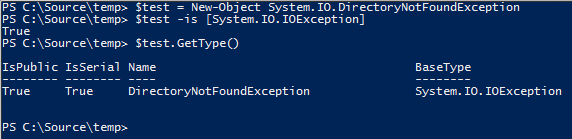 PS C:\Source\temp> $test = New-Object System.IO.DirectoryNotFoundException
PS C:\Source\temp> $test -is [System.IO.IOException]
True
PS C:\Source\temp> $test.GetType()
IsPublic IsSerial Name                                     BaseType
-------- -------- ----                                     --------
True     True     DirectoryNotFoundException               System.IO.IOException
PS C:\Source\temp>